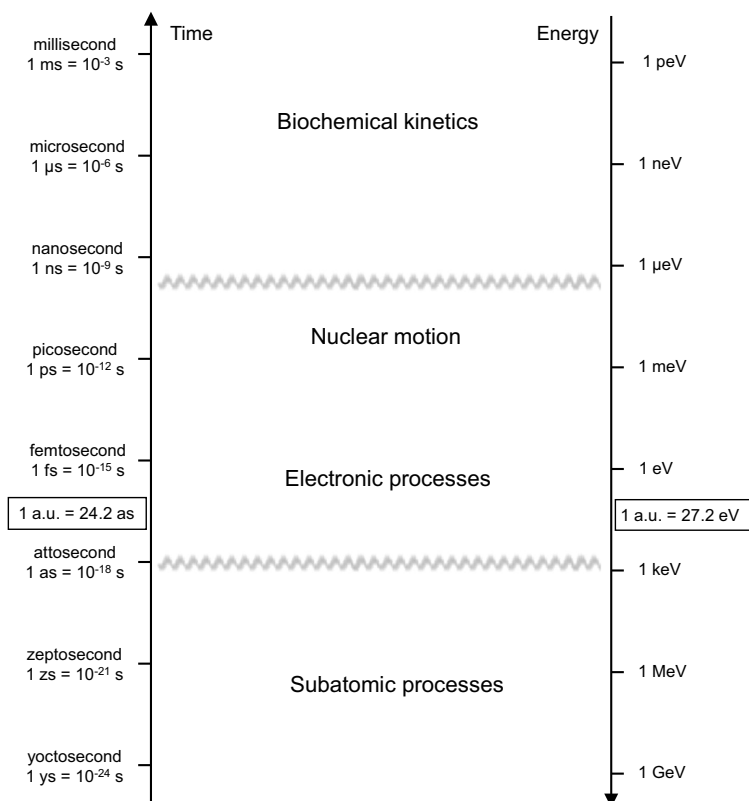 Time
Energy
millisecond
1 ms = 10⁻³ s
1 peV
Biochemical kinetics
microsecond
1 µs = 10⁻⁶ s
1 neV
nanosecond
1 ns = 10⁻⁹ s
1 µeV
Nuclear motion
picosecond
1 ps = 10⁻¹² s
1 meV
femtosecond
1 fs = 10⁻¹⁵ s
1 eV
Electronic processes
1 a.u. = 24.2 as
1 a.u. = 27.2 eV
attosecond
1 as = 10⁻¹⁸ s
1 keV
zeptosecond
1 zs = 10⁻²¹ s
1 MeV
Subatomic processes
yoctosecond
1 ys = 10⁻²⁴ s
1 GeV